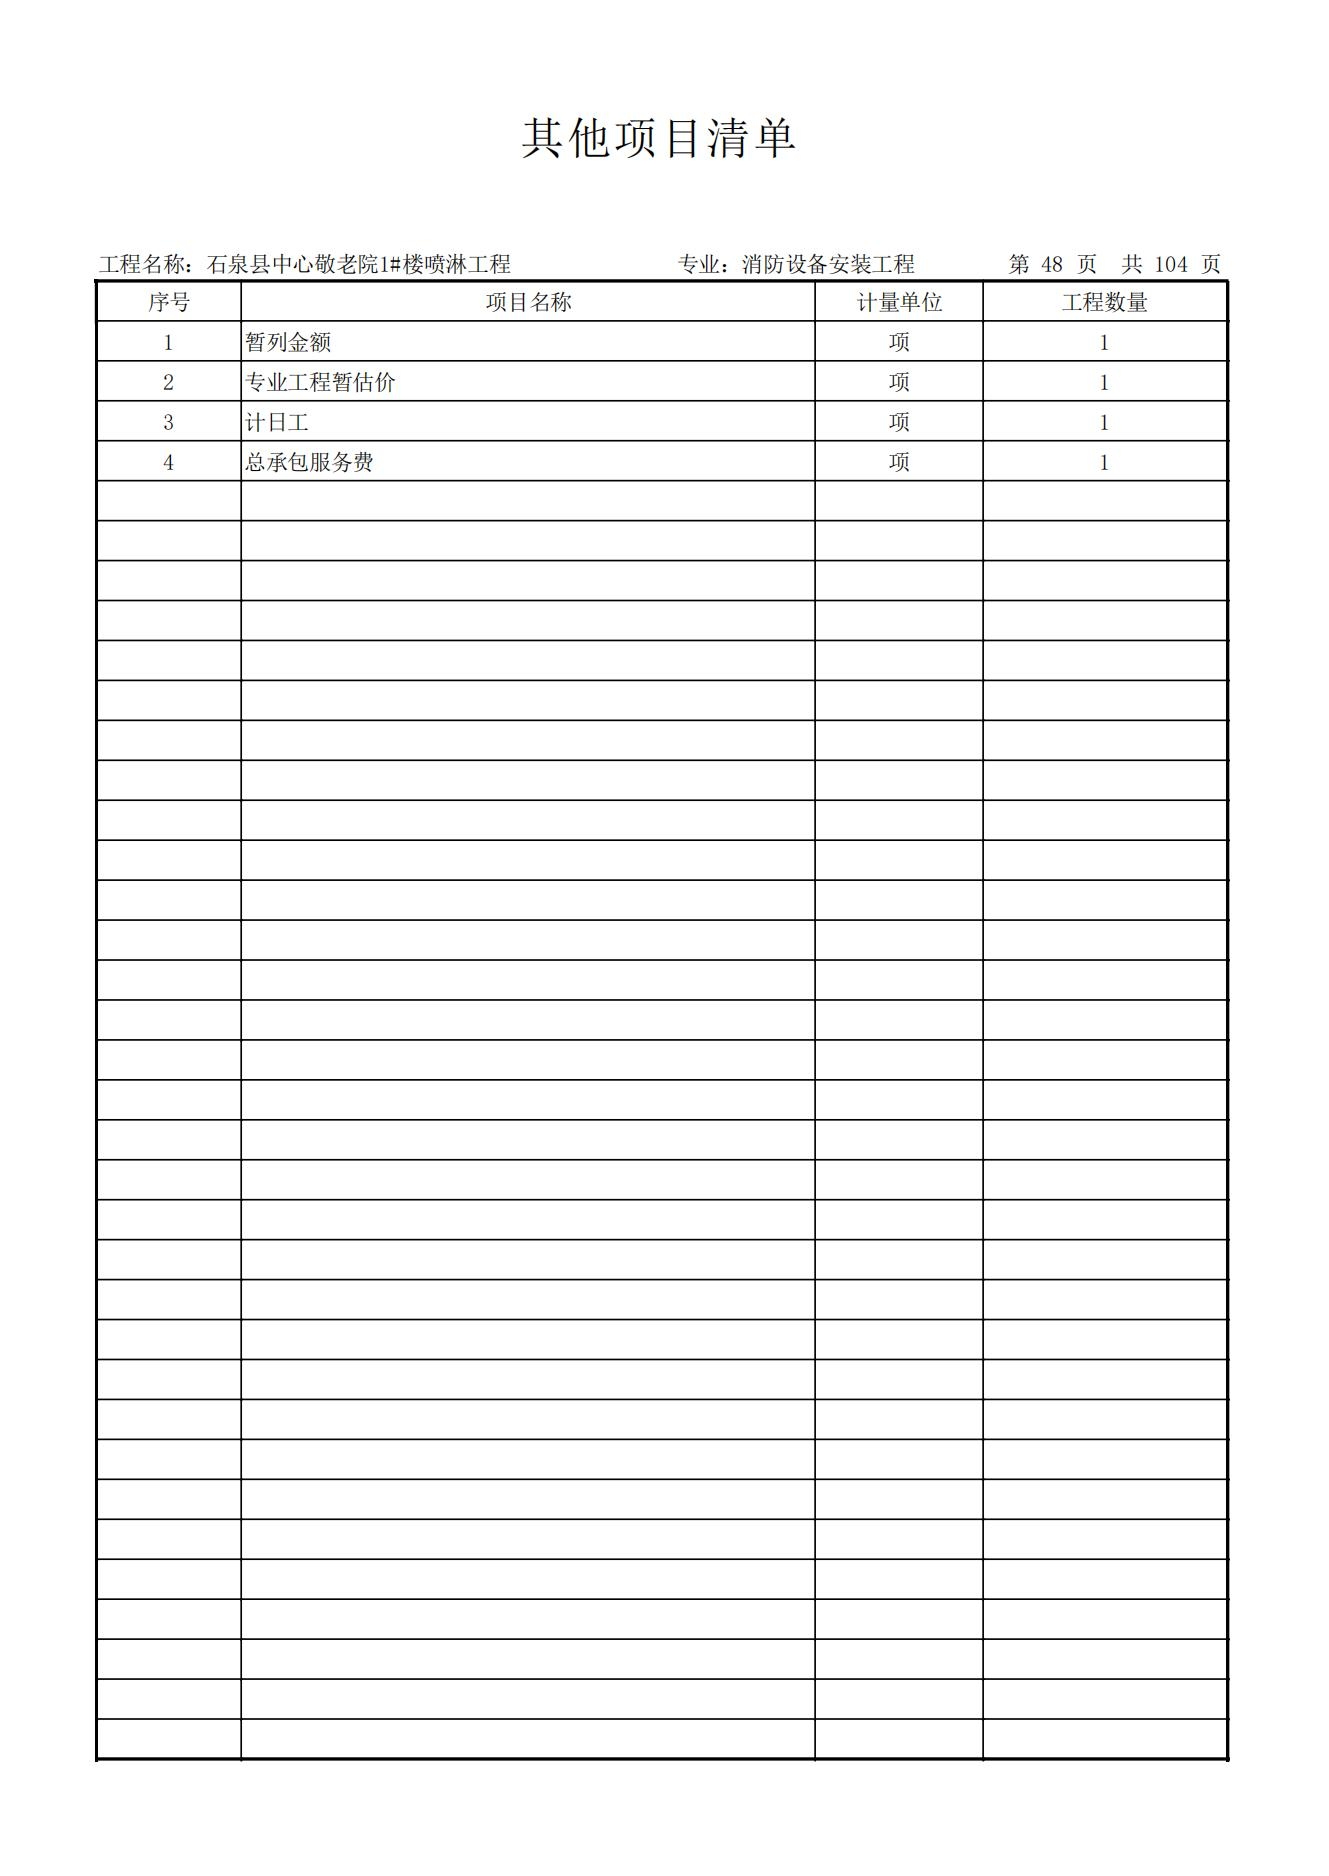 其他项目清单
工程名称：石泉县中心敬老院1#楼喷淋工程 专业：消防设备安装工程 第 48 页 共 104 页
序号 项目名称 计量单位 工程数量
1 暂列金额 项 1
2 专业工程暂估价 项 1
3 计日工 项 1
4 总承包服务费 项 1